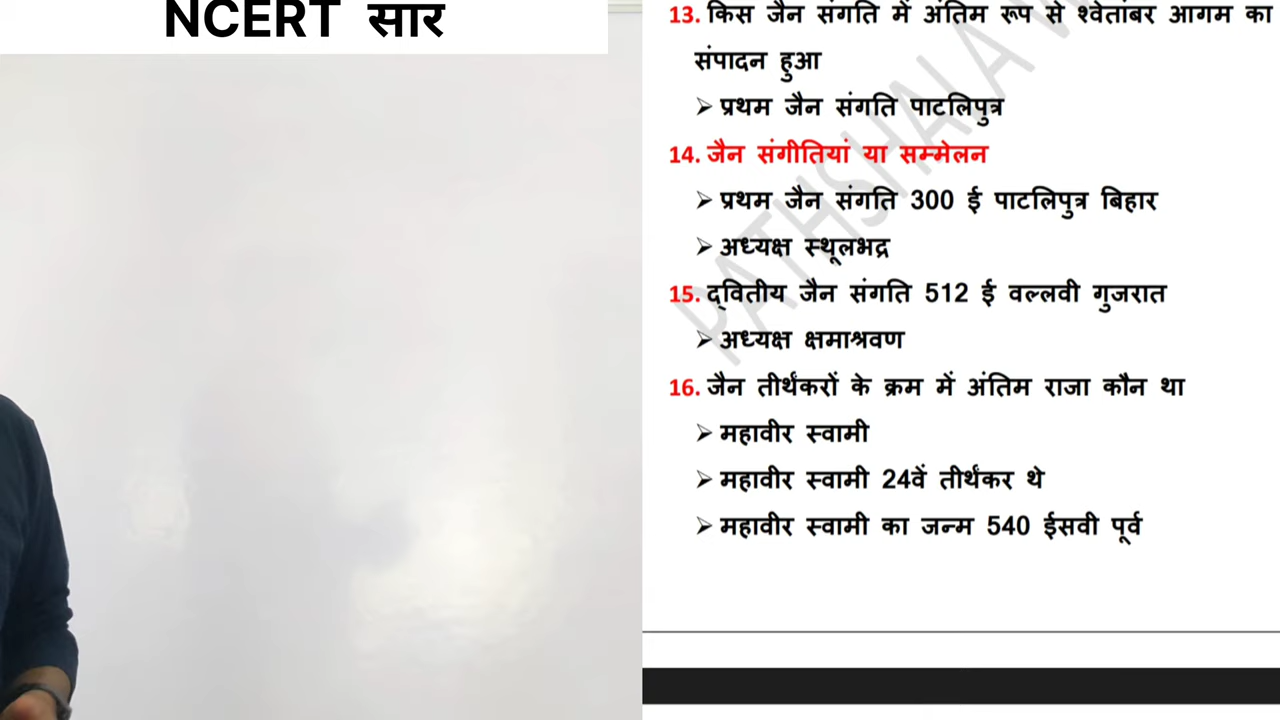 NCERT सार
13. किस जैन संगति में अंतिम रूप से श्वेतांबर आगम का
संपादन हुआ
➢ प्रथम जैन संगति पाटलिपुत्र
14. जैन संगीतियां या सम्मेलन
➢ प्रथम जैन संगति 300 ई पाटलिपुत्र बिहार
➢ अध्यक्ष स्थूलभद्र
15. द्वितीय जैन संगति 512 ई वल्लवी गुजरात
➢ अध्यक्ष क्षमाश्रवण
16. जैन तीर्थंकरों के क्रम में अंतिम राजा कौन था
➢ महावीर स्वामी
➢ महावीर स्वामी 24वें तीर्थंकर थे
➢ महावीर स्वामी का जन्म 540 ईसवी पूर्व
PATHSHALA